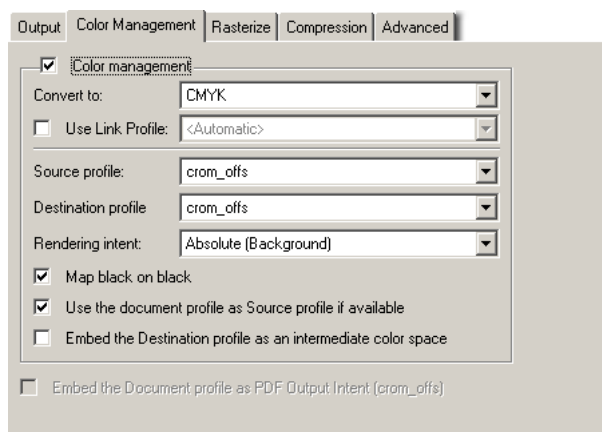 Output Color Management Rasterize Compression Advanced
Color management
Convert to: CMYK
Use Link Profile: <Automatic>
Source profile: crom_offs
Destination profile crom_offs
Rendering intent: Absolute (Background)
Map black on black
Use the document profile as Source profile if available
Embed the Destination profile as an intermediate color space
Embed the Document profile as PDF Output Intent (crom_offs)